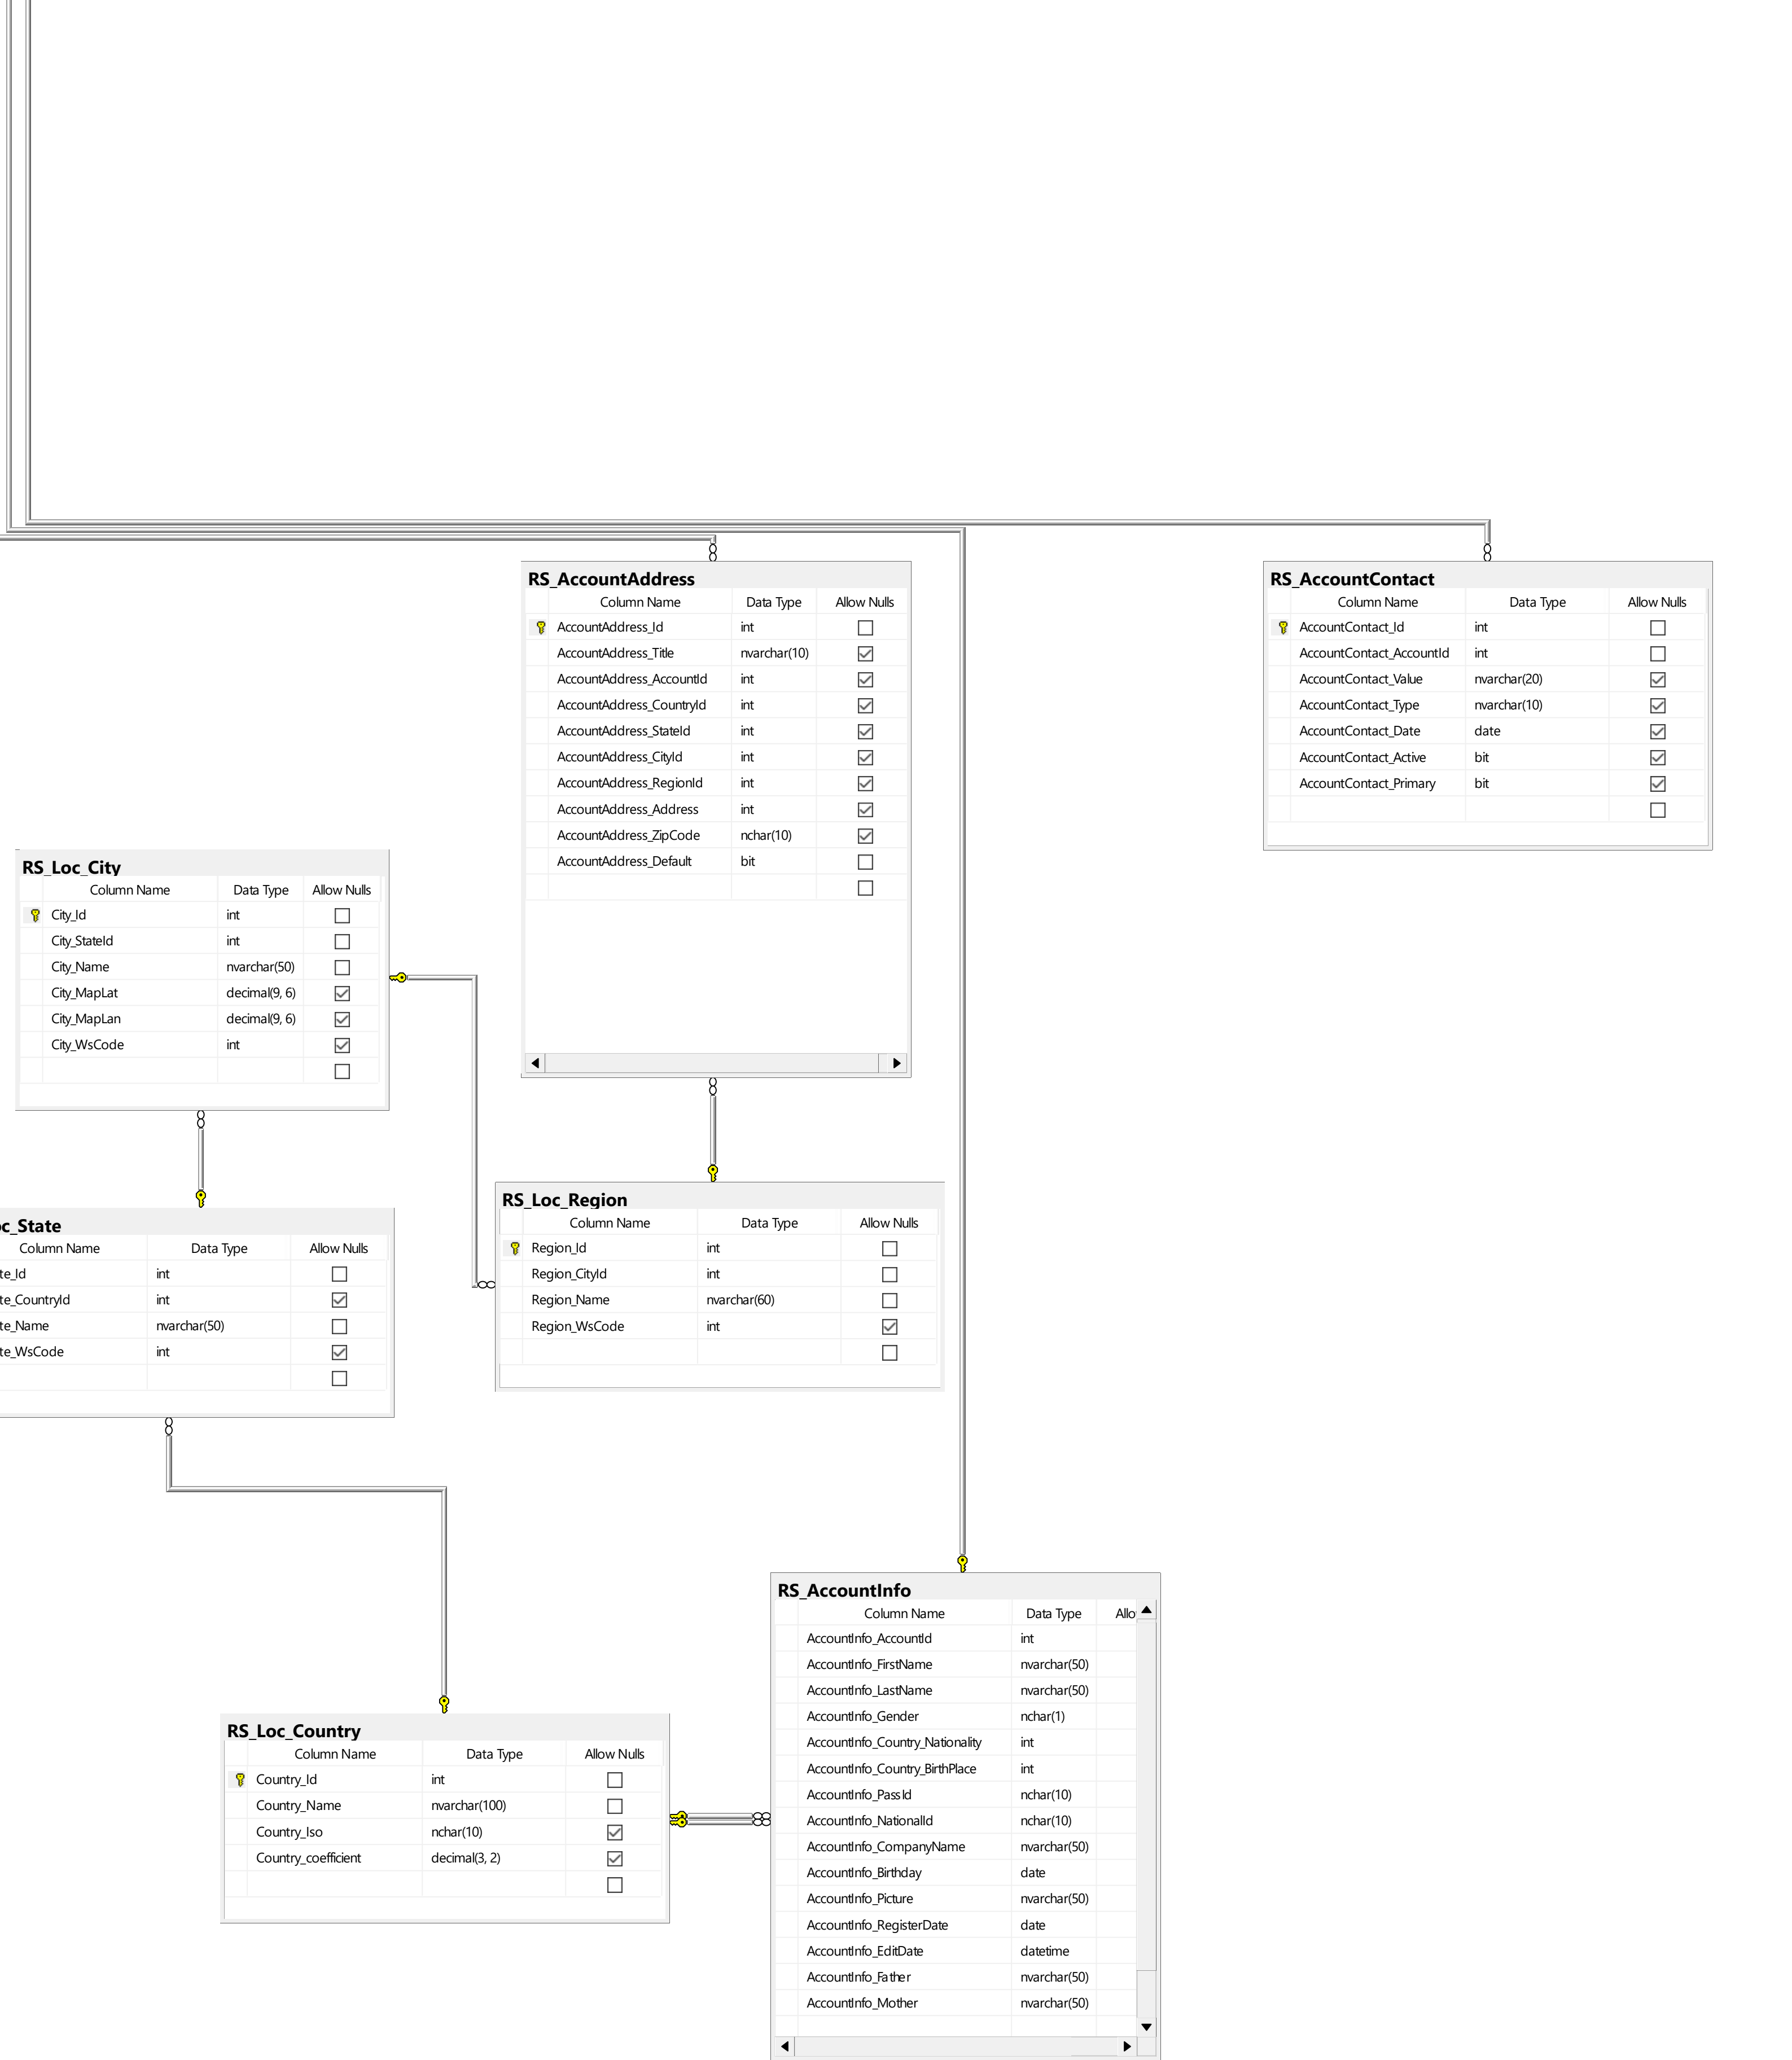 RS_AccountAddress
Column Name Data Type Allow Nulls
AccountAddress_Id int
AccountAddress_Title nvarchar(10)
AccountAddress_AccountId int
AccountAddress_CountryId int
AccountAddress_StateId int
AccountAddress_CityId int
AccountAddress_RegionId int
AccountAddress_Address int
AccountAddress_ZipCode nchar(10)
AccountAddress_Default bit
RS_AccountContact
Column Name Data Type Allow Nulls
AccountContact_Id int
AccountContact_AccountId int
AccountContact_Value nvarchar(20)
AccountContact_Type nvarchar(10)
AccountContact_Date date
AccountContact_Active bit
AccountContact_Primary bit
RS_Loc_City
Column Name Data Type Allow Nulls
City_Id int
City_StateId int
City_Name nvarchar(50)
City_MapLat decimal(9, 6)
City_MapLan decimal(9, 6)
City_WsCode int
c_State
Column Name Data Type Allow Nulls
te_Id int
te_CountryId int
te_Name nvarchar(50)
te_WsCode int
RS_Loc_Region
Column Name Data Type Allow Nulls
Region_Id int
Region_CityId int
Region_Name nvarchar(60)
Region_WsCode int
RS_Loc_Country
Column Name Data Type Allow Nulls
Country_Id int
Country_Name nvarchar(100)
Country_Iso nchar(10)
Country_coefficient decimal(3, 2)
RS_AccountInfo
Column Name Data Type Allo
AccountInfo_AccountId int
AccountInfo_FirstName nvarchar(50)
AccountInfo_LastName nvarchar(50)
AccountInfo_Gender nchar(1)
AccountInfo_Country_Nationality int
AccountInfo_Country_BirthPlace int
AccountInfo_PassId nchar(10)
AccountInfo_NationalId nchar(10)
AccountInfo_CompanyName nvarchar(50)
AccountInfo_Birthday date
AccountInfo_Picture nvarchar(50)
AccountInfo_RegisterDate date
AccountInfo_EditDate datetime
AccountInfo_Father nvarchar(50)
AccountInfo_Mother nvarchar(50)